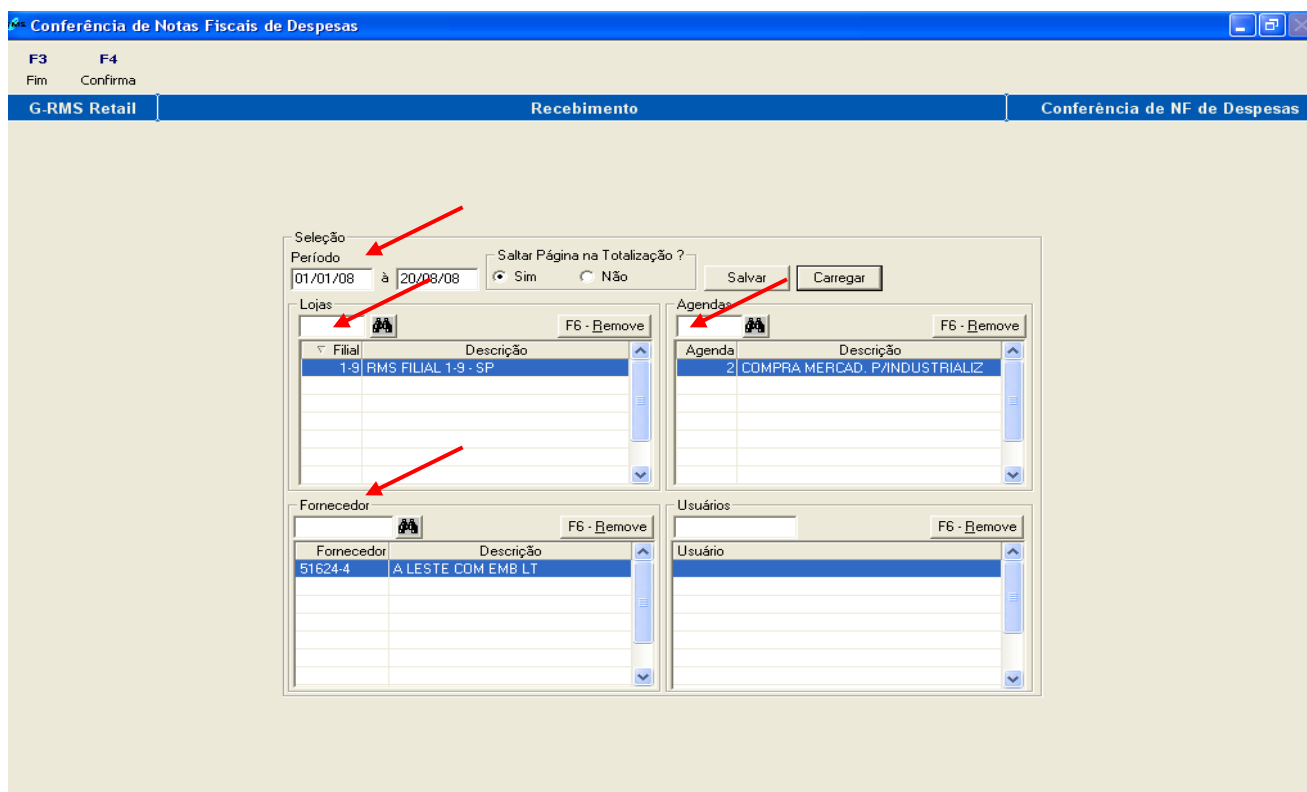 Conferência de Notas Fiscais de Despesas
F3 F4
Fim Confirma
G-RMS Retail Recebimento Conferência de NF de Despesas
Seleção
Período Saltar Página na Totalização ?
01/01/08 à 20/08/08 Sim Não Salvar Carregar
Lojas Agendas
F6 - Remove F6 - Remove
Filial Descrição Agenda Descrição
1-9 RMS FILIAL 1-9 - SP 2 COMPRA MERCAD. P/INDUSTRIALIZ
Fornecedor Usuários
F6 - Remove F6 - Remove
Fornecedor Descrição Usuário
51624-4 A LESTE COM EMB LT